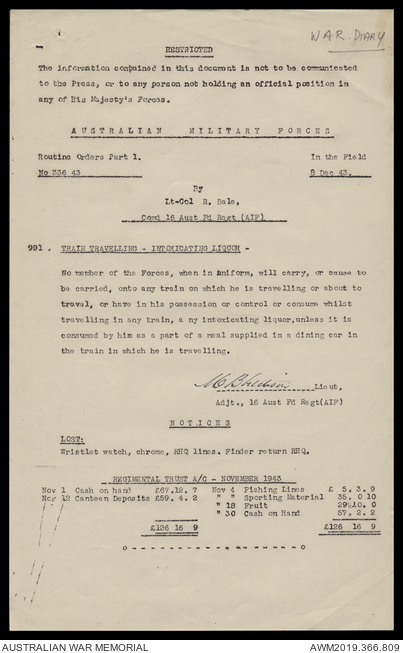 WAR DIARY
RESTRICTED
The information contained in this document is not to be communicated
to the Press, or to any person not holding an official position in
any of His Majesty's Forces.
AUSTRALIAN MILITARY FORCES
Routine Orders Part 1. In the Field
No 336 43 8 Dec 43.
By
Lt-Col R. Bale,
Comd 16 Aust Fd Regt (AIF)
991. TRAIN TRAVELLING - INTOXICATING LIQUOR -
No member of the Forces, when in Uniform, will carry, or cause to
be carried, onto any train on which he is travelling or about to
travel, or have in his possession or control or consume whilst
travelling in any train, a ny intoxicating liquor,unless it is
consumed by him as a part of a meal supplied in a dining car in
the train in which he is travelling.
Lieut,
Adjt., 16 Aust Fd Regt(AIF)
NOTICES
LOST:
Wristlet watch, chrome, RHQ lines. Finder return RHQ.
REGIMENTAL TRUST A/C - NOVEMBER 1943
Nov 1 Cash on hand £67.12. 7 Nov 4 Fishing Lines £ 5. 3. 9
Nov 12 Canteen Deposits £59. 4. 2 " " Sporting Material 35. 0 10
" 18 Fruit 29£10. 0
" 30 Cash on Hand 57. 2. 2
£126 16 9 £126 16 9
AUSTRALIAN WAR MEMORIAL AWM2019.366.809